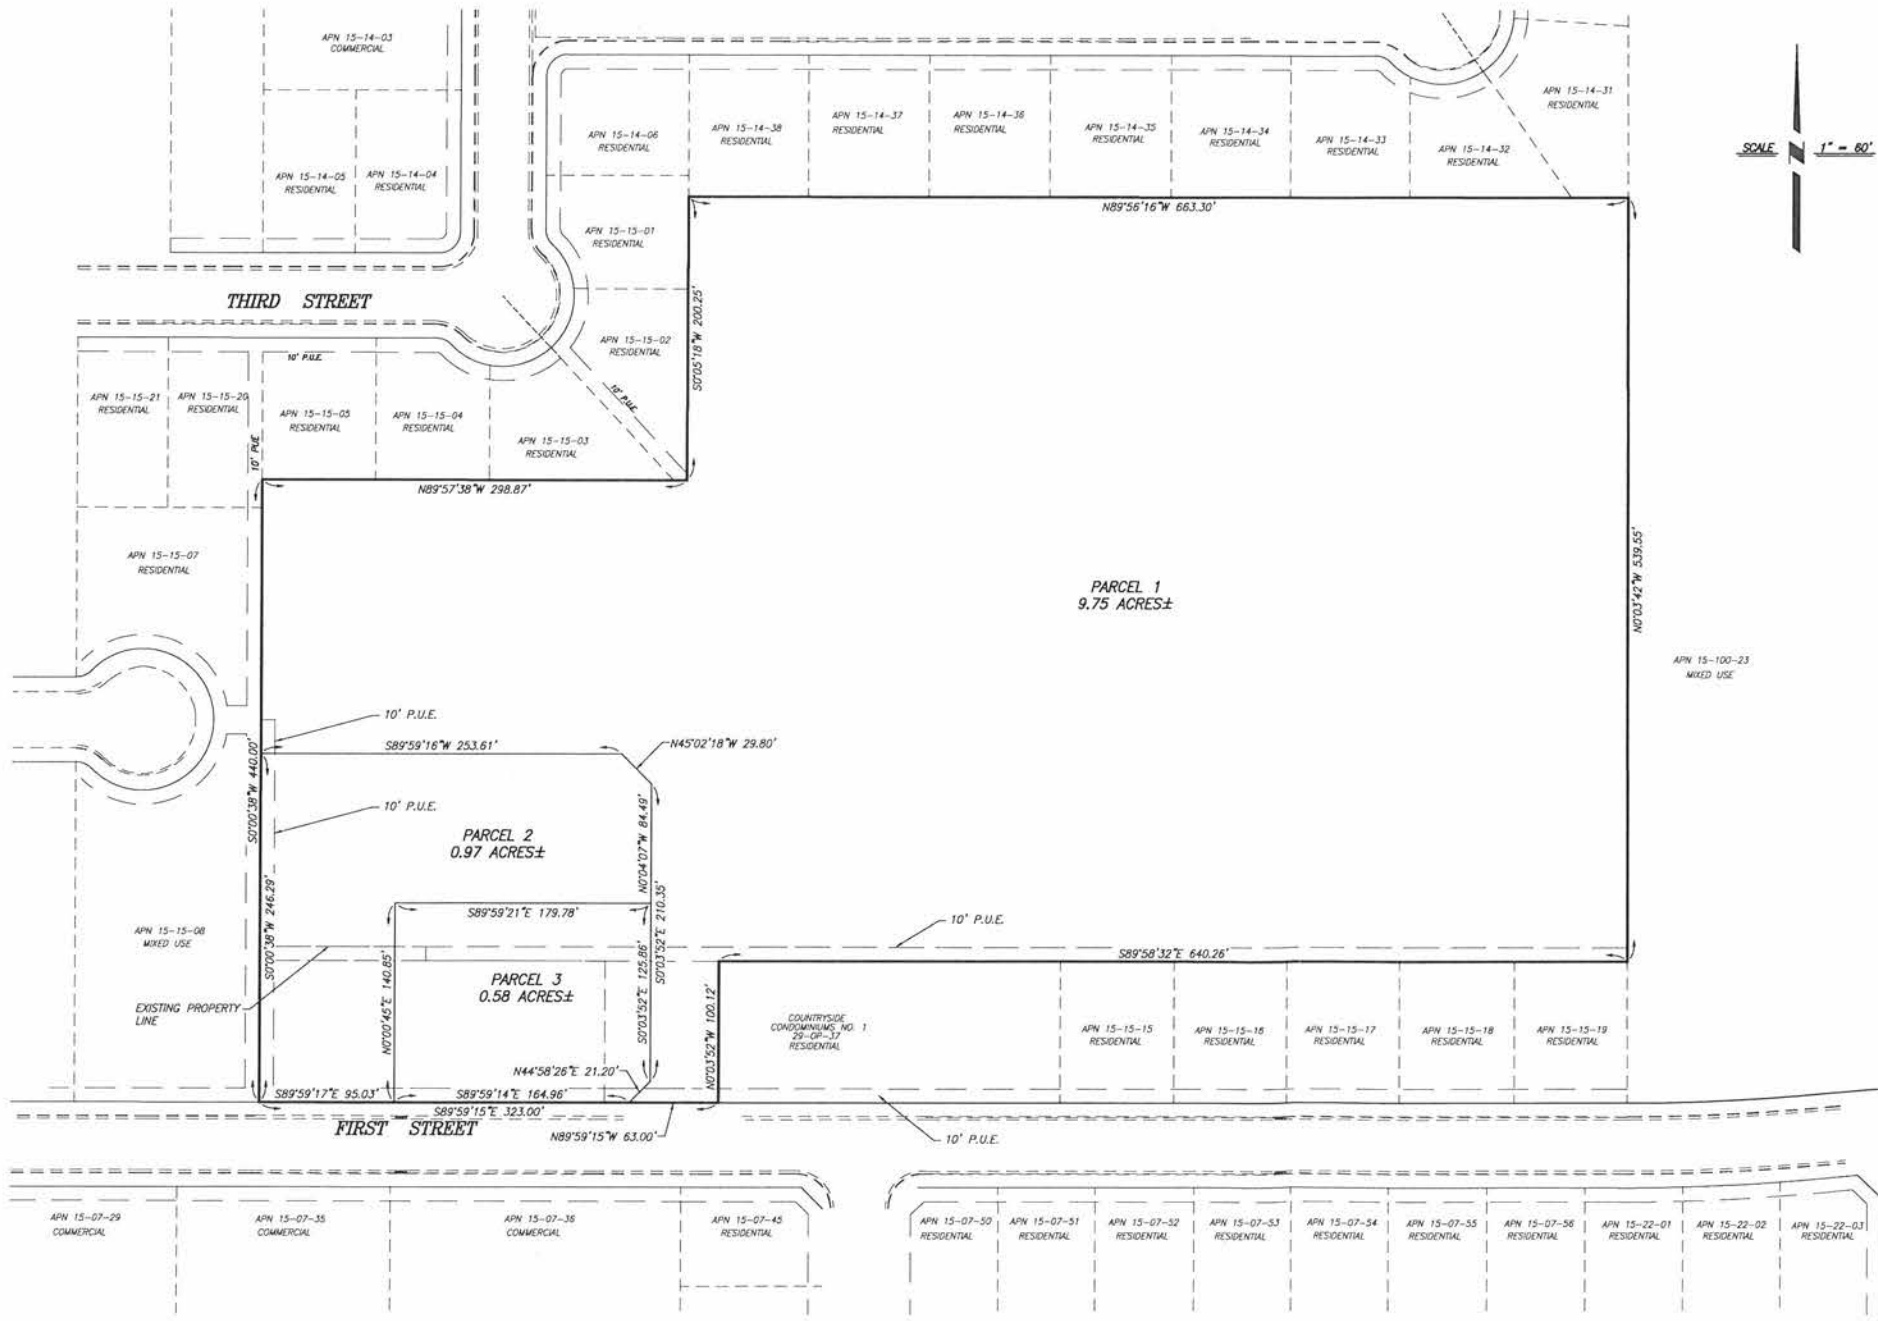 APN 15-14-03
COMMERCIAL
APN 15-14-05
RESIDENTIAL
APN 15-14-04
RESIDENTIAL
APN 15-14-06
RESIDENTIAL
APN 15-14-38
RESIDENTIAL
APN 15-14-37
RESIDENTIAL
APN 15-14-36
RESIDENTIAL
APN 15-14-35
RESIDENTIAL
APN 15-14-34
RESIDENTIAL
APN 15-14-33
RESIDENTIAL
APN 15-14-32
RESIDENTIAL
APN 15-14-31
RESIDENTIAL
SCALE N 1" = 60'
N89°56'16"W 663.30'
APN 15-15-01
RESIDENTIAL
THIRD STREET
APN 15-15-02
RESIDENTIAL
S0°05'18"W 200.25'
10' P.U.E.
10' P.U.E.
APN 15-15-21
RESIDENTIAL
APN 15-15-20
RESIDENTIAL
APN 15-15-05
RESIDENTIAL
APN 15-15-04
RESIDENTIAL
APN 15-15-03
RESIDENTIAL
10' PUE
N89°57'38"W 298.87'
APN 15-15-07
RESIDENTIAL
PARCEL 1
9.75 ACRES±
N0°03'42"W 539.55'
APN 15-100-23
MIXED USE
10' P.U.E.
S89°59'16"W 253.61'
N45°02'18"W 29.80'
S0°00'38"W 440.00'
10' P.U.E.
PARCEL 2
0.97 ACRES±
N0°04'07"W 84.49'
S0°00'38"W 246.29'
S89°59'21"E 179.78'
S0°03'52"E 210.35'
10' P.U.E.
APN 15-15-08
MIXED USE
S89°58'32"E 640.26'
N0°00'45"E 140.85'
PARCEL 3
0.58 ACRES±
S0°03'52"E 125.86'
EXISTING PROPERTY
LINE
N0°03'52"W 100.12'
COUNTRYSIDE
CONDOMINIUMS NO. 1
29-OP-37
RESIDENTIAL
APN 15-15-15
RESIDENTIAL
APN 15-15-16
RESIDENTIAL
APN 15-15-17
RESIDENTIAL
APN 15-15-18
RESIDENTIAL
APN 15-15-19
RESIDENTIAL
N44°58'26"E 21.20'
S89°59'17"E 95.03'
S89°59'14"E 164.96'
S89°59'15"E 323.00'
FIRST STREET
N89°59'15"W 63.00'
10' P.U.E.
APN 15-07-29
COMMERCIAL
APN 15-07-35
COMMERCIAL
APN 15-07-36
COMMERCIAL
APN 15-07-45
RESIDENTIAL
APN 15-07-50
RESIDENTIAL
APN 15-07-51
RESIDENTIAL
APN 15-07-52
RESIDENTIAL
APN 15-07-53
RESIDENTIAL
APN 15-07-54
RESIDENTIAL
APN 15-07-55
RESIDENTIAL
APN 15-07-56
RESIDENTIAL
APN 15-22-01
RESIDENTIAL
APN 15-22-02
RESIDENTIAL
APN 15-22-03
RESIDENTIAL